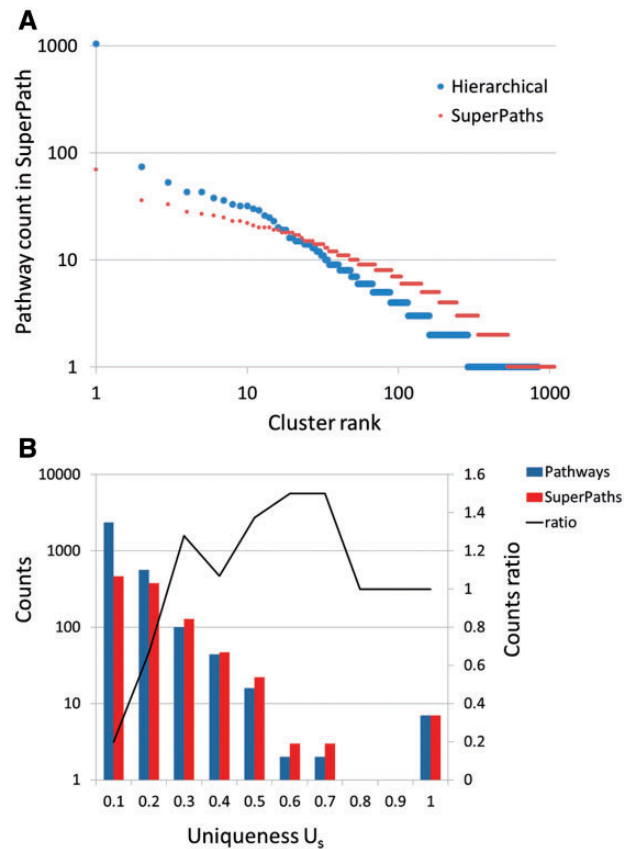 A
Pathway count in SuperPath
1000
100
10
1
Hierarchical
SuperPaths
1 10 100 1000
Cluster rank
B
Counts
10000
1000
100
10
1
1.6
1.4
1.2
1
0.8
0.6
0.4
0.2
0
Counts ratio
Pathways
SuperPaths
ratio
0.1 0.2 0.3 0.4 0.5 0.6 0.7 0.8 0.9 1
Uniqueness Us